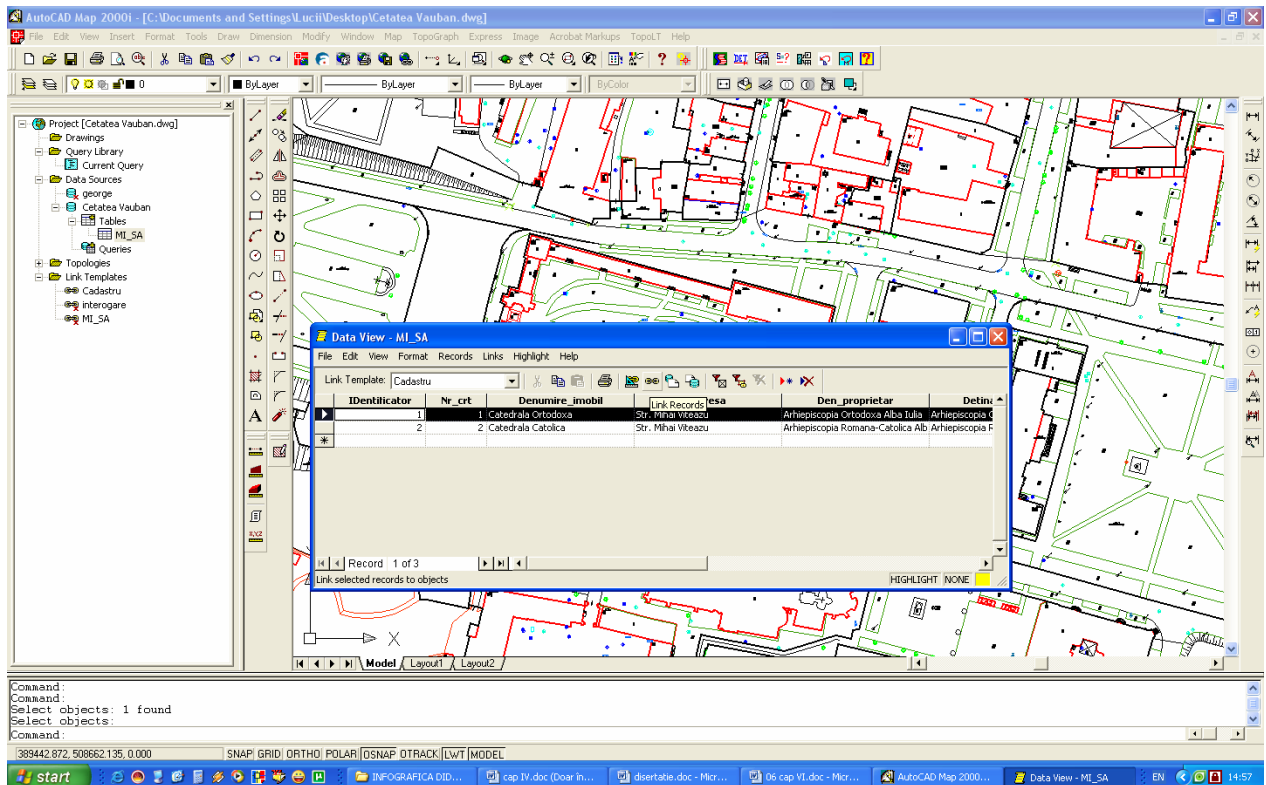 AutoCAD Map 2000i - [C:\Documents and Settings\Lucii\Desktop\Cetatea Vauban.dwg]
File Edit View Insert Format Tools Draw Dimension Modify Window Map TopoGraph Express Image Acrobat Markups TopoLT Help
0 ByLayer ByLayer ByLayer ByColor
Project [Cetatea Vauban.dwg]
Drawings
Query Library
Current Query
Data Sources
george
Cetatea Vauban
Tables
MI_SA
Queries
Topologies
Link Templates
Cadastru
interogare
MI_SA
Data View - MI_SA
File Edit View Format Records Links Highlight Help
Link Template: Cadastru
Link Records
IDentificator Nr_crt Denumire_imobil esa Den_proprietar Detina
1 1 Catedrala Ortodoxa Str. Mihai Viteazu Arhiepiscopia Ortodoxa Alba Iulia Arhiepiscopia O
2 2 Catedrala Catolica Str. Mihai Viteazu Arhiepiscopia Romana-Catolica Alb Arhiepiscopia R
Record 1 of 3
Link selected records to objects HIGHLIGHT NONE
X
Model Layout1 Layout2
Command:
Command:
Select objects: 1 found
Select objects:
Command:
389442.872, 508662.135, 0.000 SNAP GRID ORTHO POLAR OSNAP OTRACK LWT MODEL
start INFOGRAFICA DID... cap IV.doc (Doar în... disertatie.doc - Micr... 06 cap VI.doc - Micr... AutoCAD Map 2000... Data View - MI_SA EN 14:57